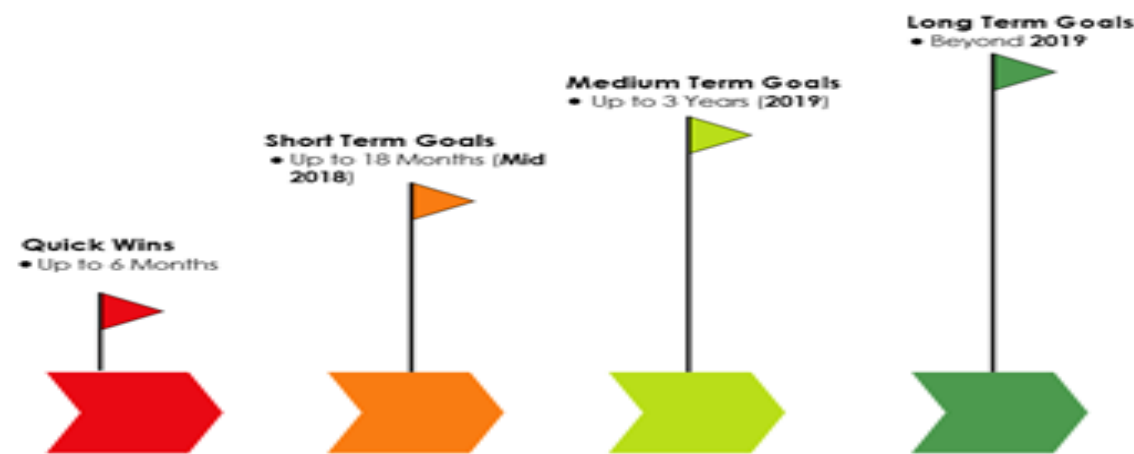 Quick Wins
• Up to 6 Months
Short Term Goals
• Up to 18 Months (Mid
2018)
Medium Term Goals
• Up to 3 Years (2019)
Long Term Goals
• Beyond 2019